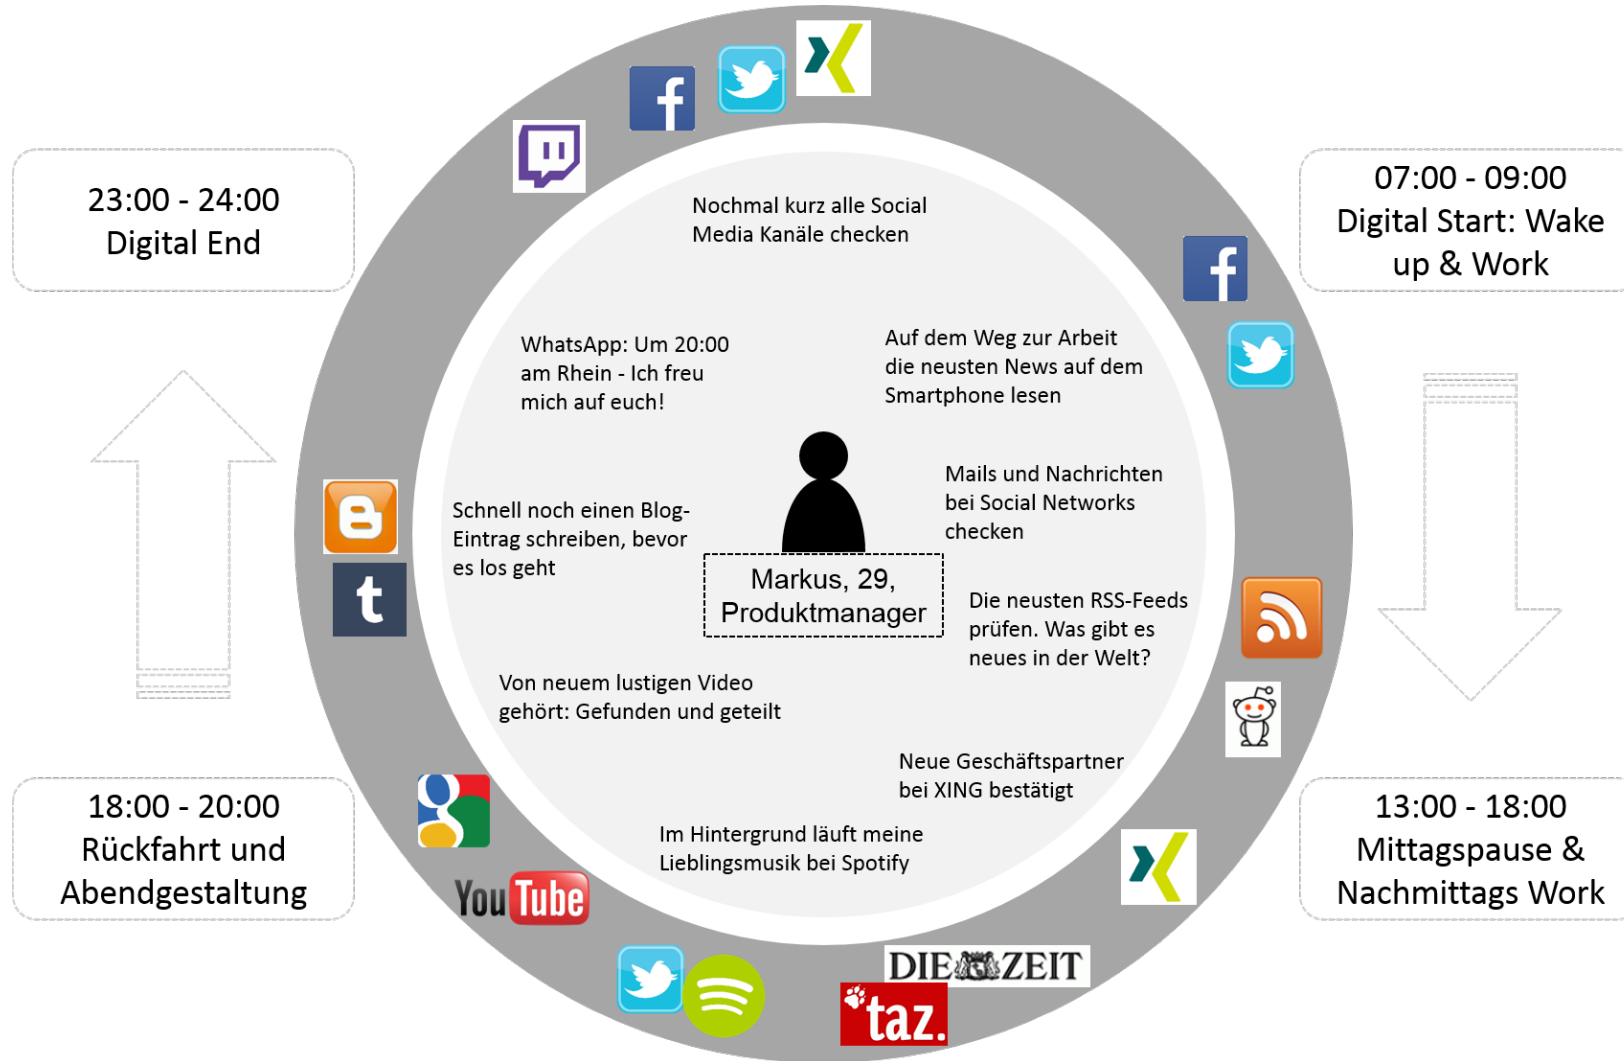 23:00 - 24:00
Digital End
07:00 - 09:00
Digital Start: Wake
up & Work
Nochmal kurz alle Social
Media Kanäle checken
WhatsApp: Um 20:00
am Rhein - Ich freu
mich auf euch!
Auf dem Weg zur Arbeit
die neusten News auf dem
Smartphone lesen
Mails und Nachrichten
bei Social Networks
checken
Schnell noch einen Blog-
Eintrag schreiben, bevor
es los geht
Markus, 29,
Produktmanager
Die neusten RSS-Feeds
prüfen. Was gibt es
neues in der Welt?
Von neuem lustigen Video
gehört: Gefunden und geteilt
Neue Geschäftspartner
bei XING bestätigt
Im Hintergrund läuft meine
Lieblingsmusik bei Spotify
18:00 - 20:00
Rückfahrt und
Abendgestaltung
13:00 - 18:00
Mittagspause &
Nachmittags Work
f
f
B
t
g
YouTube
DIE ZEIT
taz.